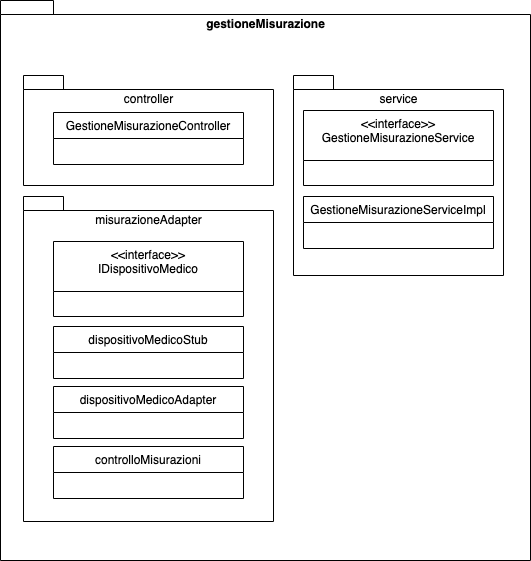 gestioneMisurazione
controller
GestioneMisurazioneController
misurazioneAdapter
<<interface>>
IDispositivoMedico
dispositivoMedicoStub
dispositivoMedicoAdapter
controlloMisurazioni
service
<<interface>>
GestioneMisurazioneService
GestioneMisurazioneServiceImpl